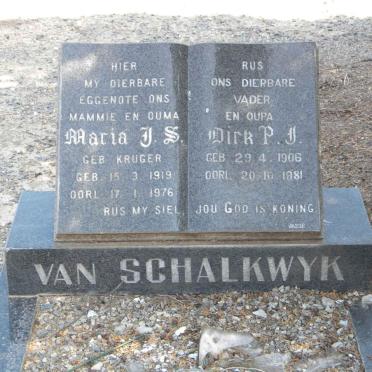 HIER
MY DIERBARE
EGGENOTE ONS
MAMMIE EN OUMA
Maria J. S.
GEB KRUGER
GEB. 15. 3. 1919
OORL. 17. 1. 1976
RUS MY SIEL
RUS
ONS DIERBARE
VADER
EN OUPA
Dirk P. J.
GEB. 29. 4. 1906
OORL. 20. 10. 1981
JOU GOD IS KONING
VAN SCHALKWYK